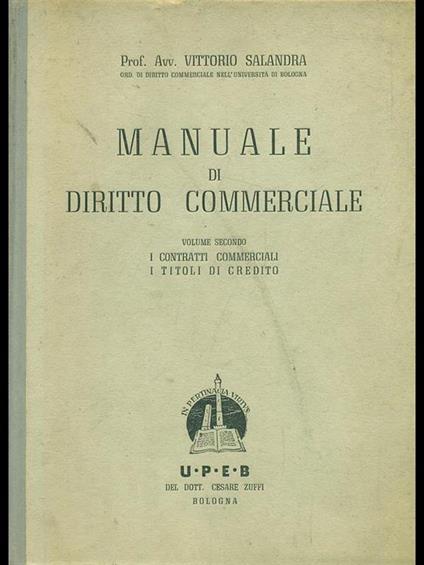 Prof. Avv. VITTORIO SALANDRA
ORD. DI DIRITTO COMMERCIALE NELL'UNIVERSITÀ DI BOLOGNA
MANUALE
DI
DIRITTO COMMERCIALE
VOLUME SECONDO
I CONTRATTI COMMERCIALI
I TITOLI DI CREDITO
IN PERTINACIA VIRTVS
U·P·E·B
DEL DOTT. CESARE ZUFFI
BOLOGNA